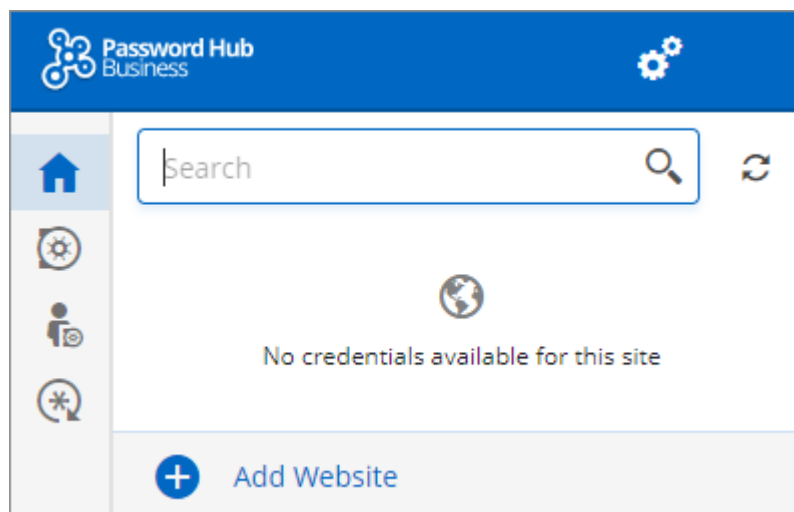 Password Hub
Business
Search
No credentials available for this site
Add Website